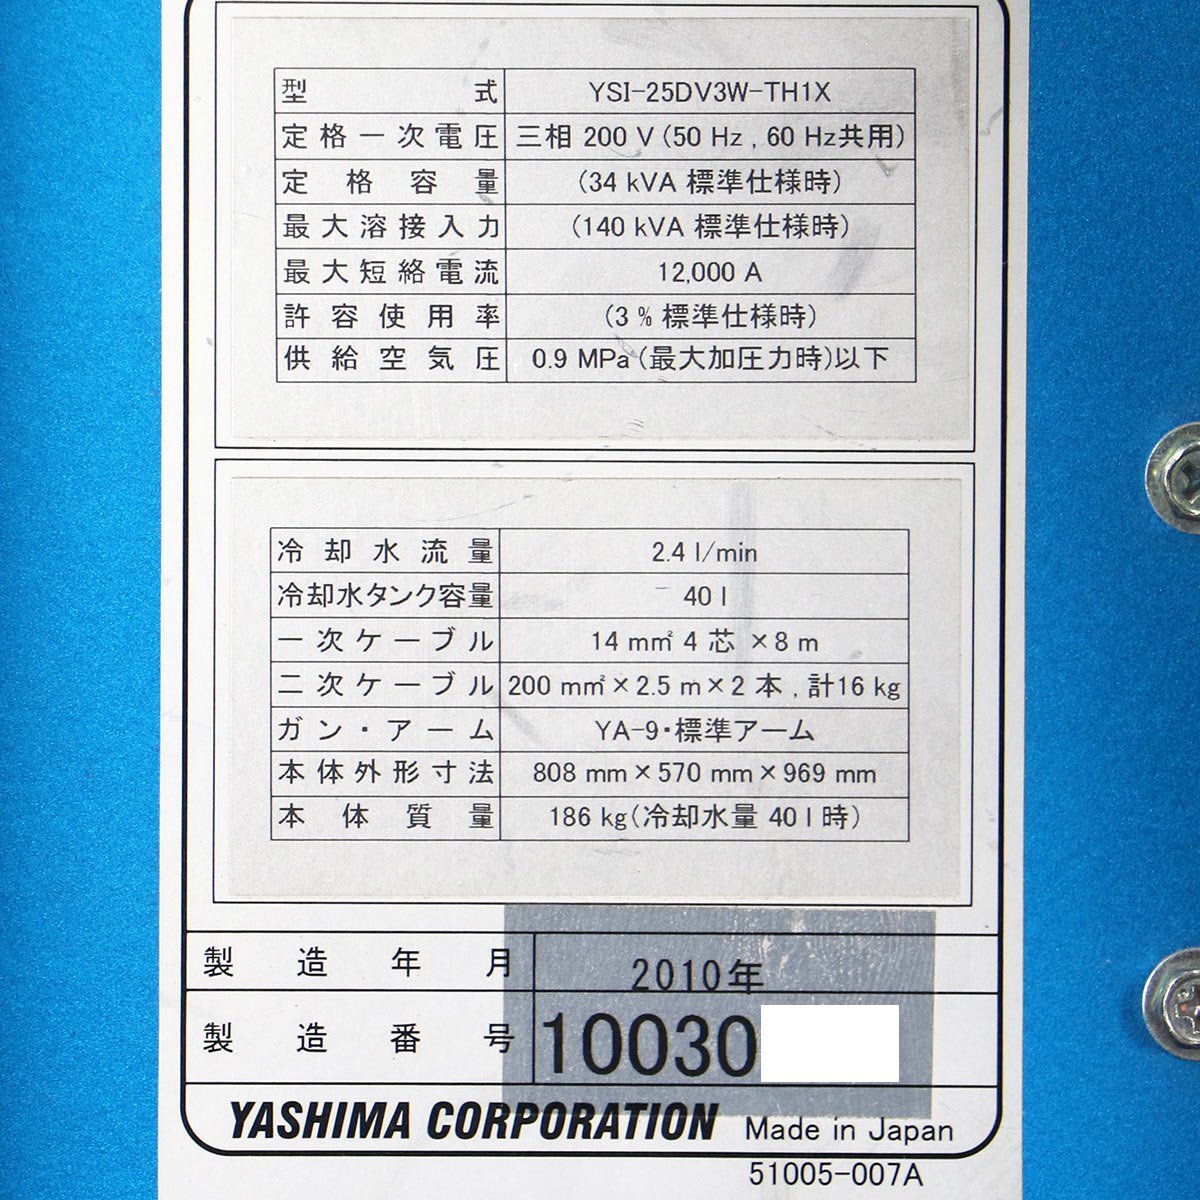 型式 YSI-25DV3W-TH1X
定格一次電圧 三相 200 V (50 Hz , 60 Hz共用)
定格容量 (34 kVA 標準仕様時)
最大溶接入力 (140 kVA 標準仕様時)
最大短絡電流 12,000 A
許容使用率 (3 % 標準仕様時)
供給空気圧 0.9 MPa (最大加圧力時)以下
冷却水流量 2.4 l/min
冷却水タンク容量 40 l
一次ケーブル 14 mm² 4 芯 ×8 m
二次ケーブル 200 mm²×2.5 m×2 本 , 計16 kg
ガン・アーム YA-9・標準アーム
本体外形寸法 808 mm×570 mm×969 mm
本体質量 186 kg(冷却水量 40 l 時)
製造年月 2010年
製造番号 10030
YASHIMA CORPORATION Made in Japan
51005-007A